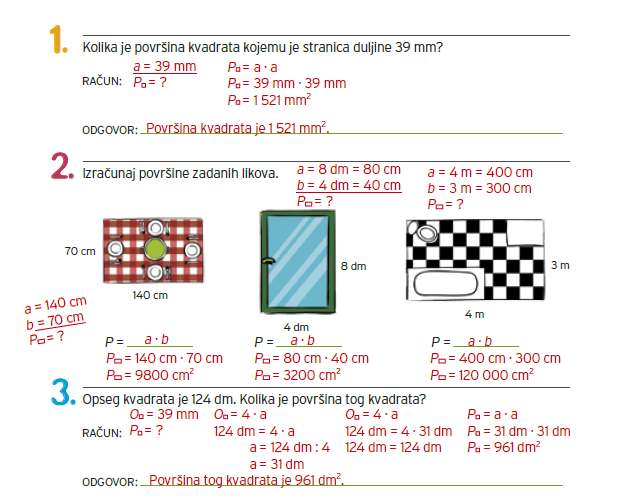 1.
Kolika je površina kvadrata kojemu je stranica duljine 39 mm?
RAČUN:
a = 39 mm
P□ = ?
P□ = a · a
P□ = 39 mm · 39 mm
P□ = 1 521 mm²
ODGOVOR: Površina kvadrata je 1 521 mm².
2.
Izračunaj površine zadanih likova.
a = 8 dm = 80 cm
b = 4 dm = 40 cm
P▭ = ?
a = 4 m = 400 cm
b = 3 m = 300 cm
P▭ = ?
70 cm
140 cm
8 dm
4 dm
3 m
4 m
a = 140 cm
b = 70 cm
P▭ = ?
P = a · b
P▭ = 140 cm · 70 cm
P▭ = 9800 cm²
P = a · b
P▭ = 80 cm · 40 cm
P▭ = 3200 cm²
P = a · b
P▭ = 400 cm · 300 cm
P▭ = 120 000 cm²
3.
Opseg kvadrata je 124 dm. Kolika je površina tog kvadrata?
RAČUN:
O□ = 39 mm
P□ = ?
O□ = 4 · a
124 dm = 4 · a
a = 124 dm : 4
a = 31 dm
O□ = 4 · a
124 dm = 4 · 31 dm
124 dm = 124 dm
P□ = a · a
P□ = 31 dm · 31 dm
P□ = 961 dm²
ODGOVOR: Površina tog kvadrata je 961 dm².